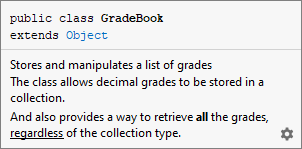 public class GradeBook
extends Object
Stores and manipulates a list of grades
The class allows decimal grades to be stored in a
collection.
And also provides a way to retrieve all the grades,
regardless of the collection type.